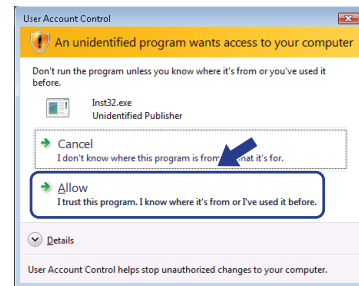 User Account Control
An unidentified program wants access to your computer
Don't run the program unless you know where it's from or you've used it
before.
Inst32.exe
Unidentified Publisher
Cancel
I don't know where this program is from what it's for.
Allow
I trust this program. I know where it's from or I've used it before.
Details
User Account Control helps stop unauthorized changes to your computer.